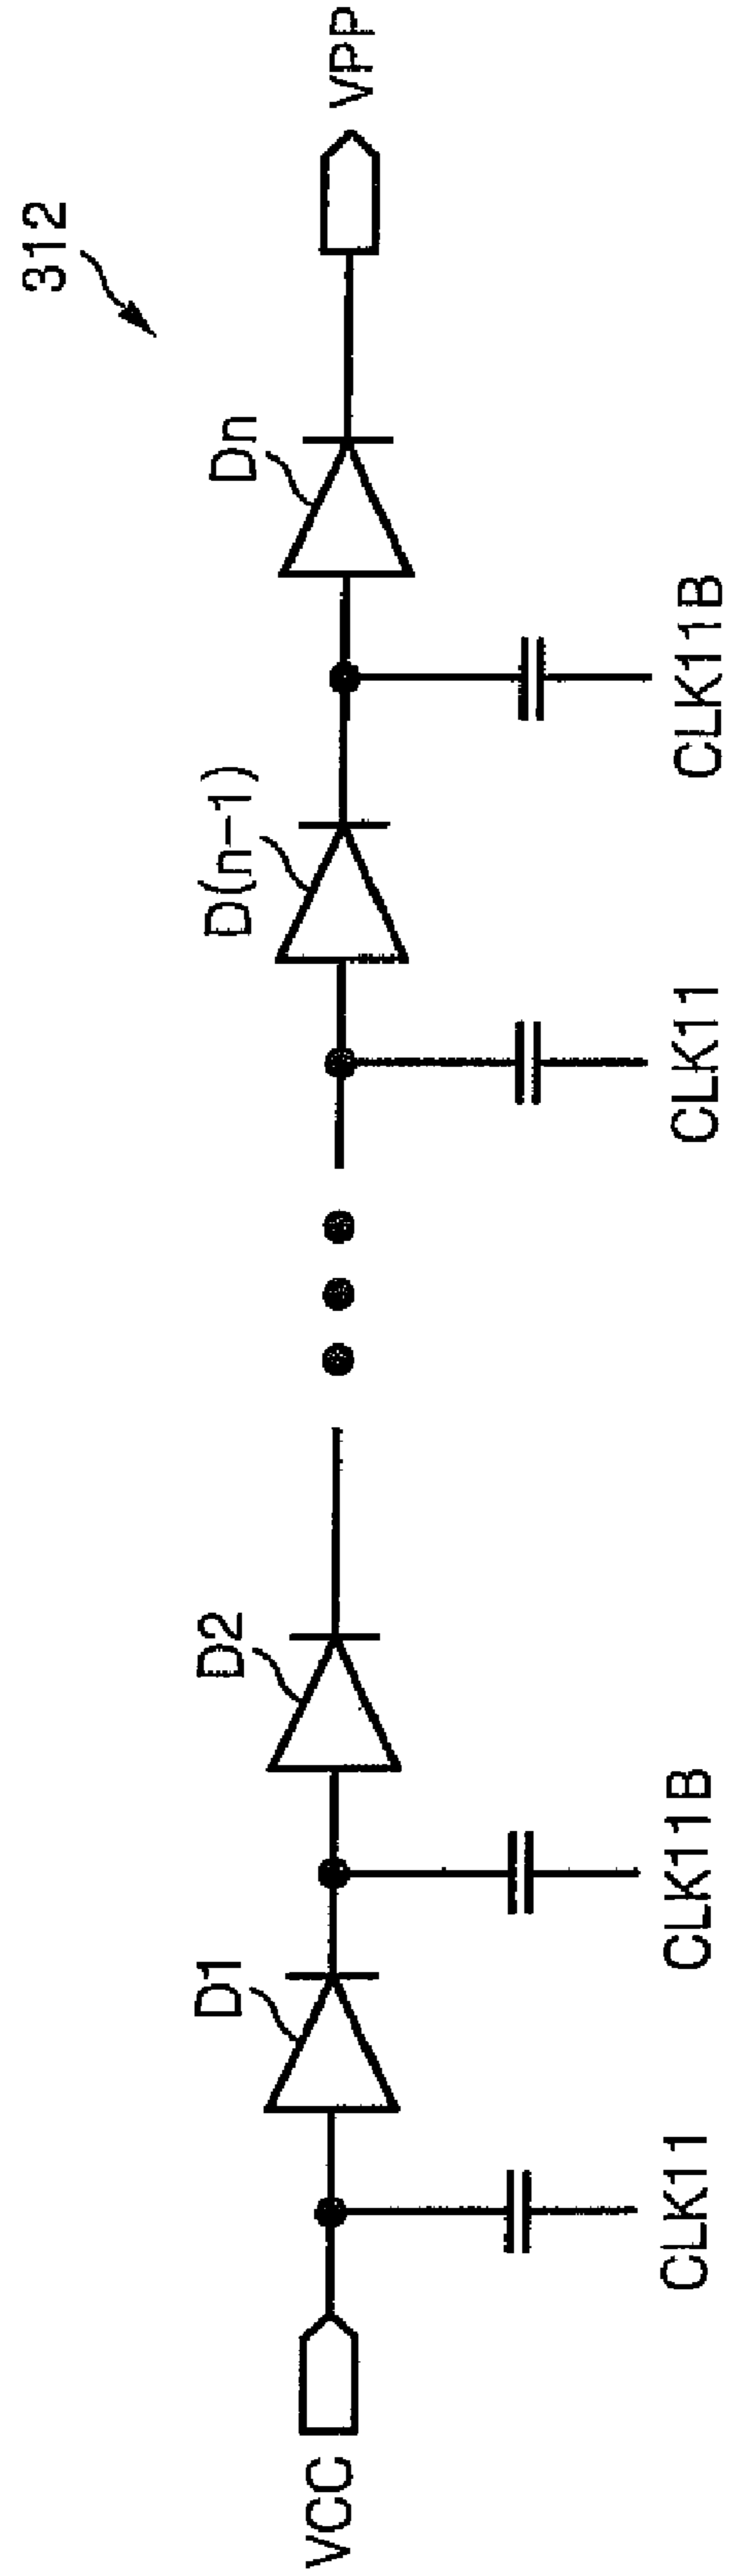 312
VCC
D1
D2
D(n-1)
Dn
VPP
CLK11
CLK11B
CLK11
CLK11B